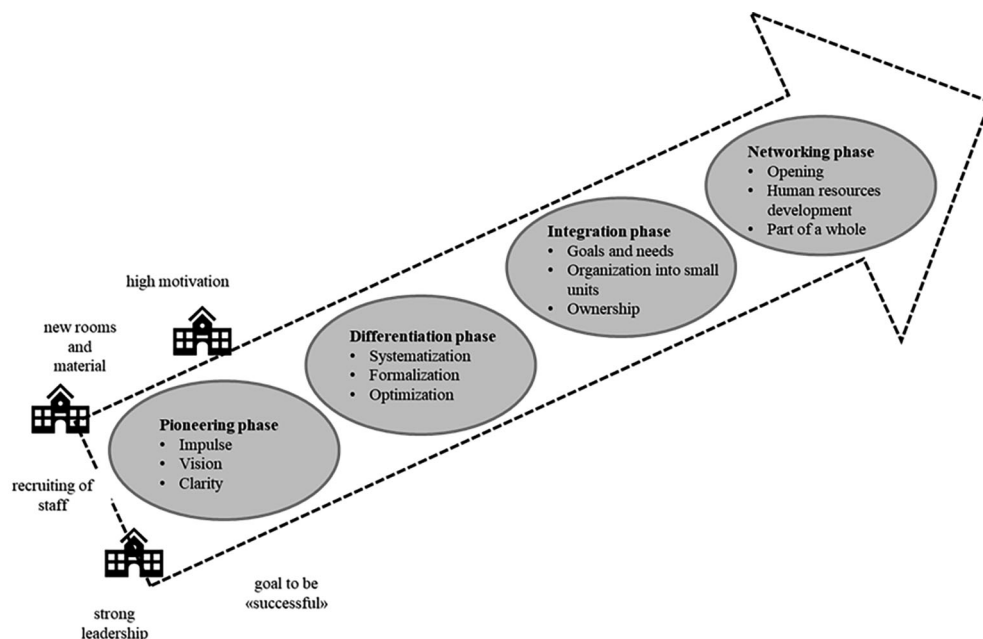 Networking phase
• Opening
• Human resources
development
• Part of a whole
Integration phase
• Goals and needs
• Organization into small
units
• Ownership
high motivation
new rooms
and
material
Differentiation phase
• Systematization
• Formalization
• Optimization
Pioneering phase
• Impulse
• Vision
• Clarity
recruiting of
staff
strong
leadership
goal to be
«successful»